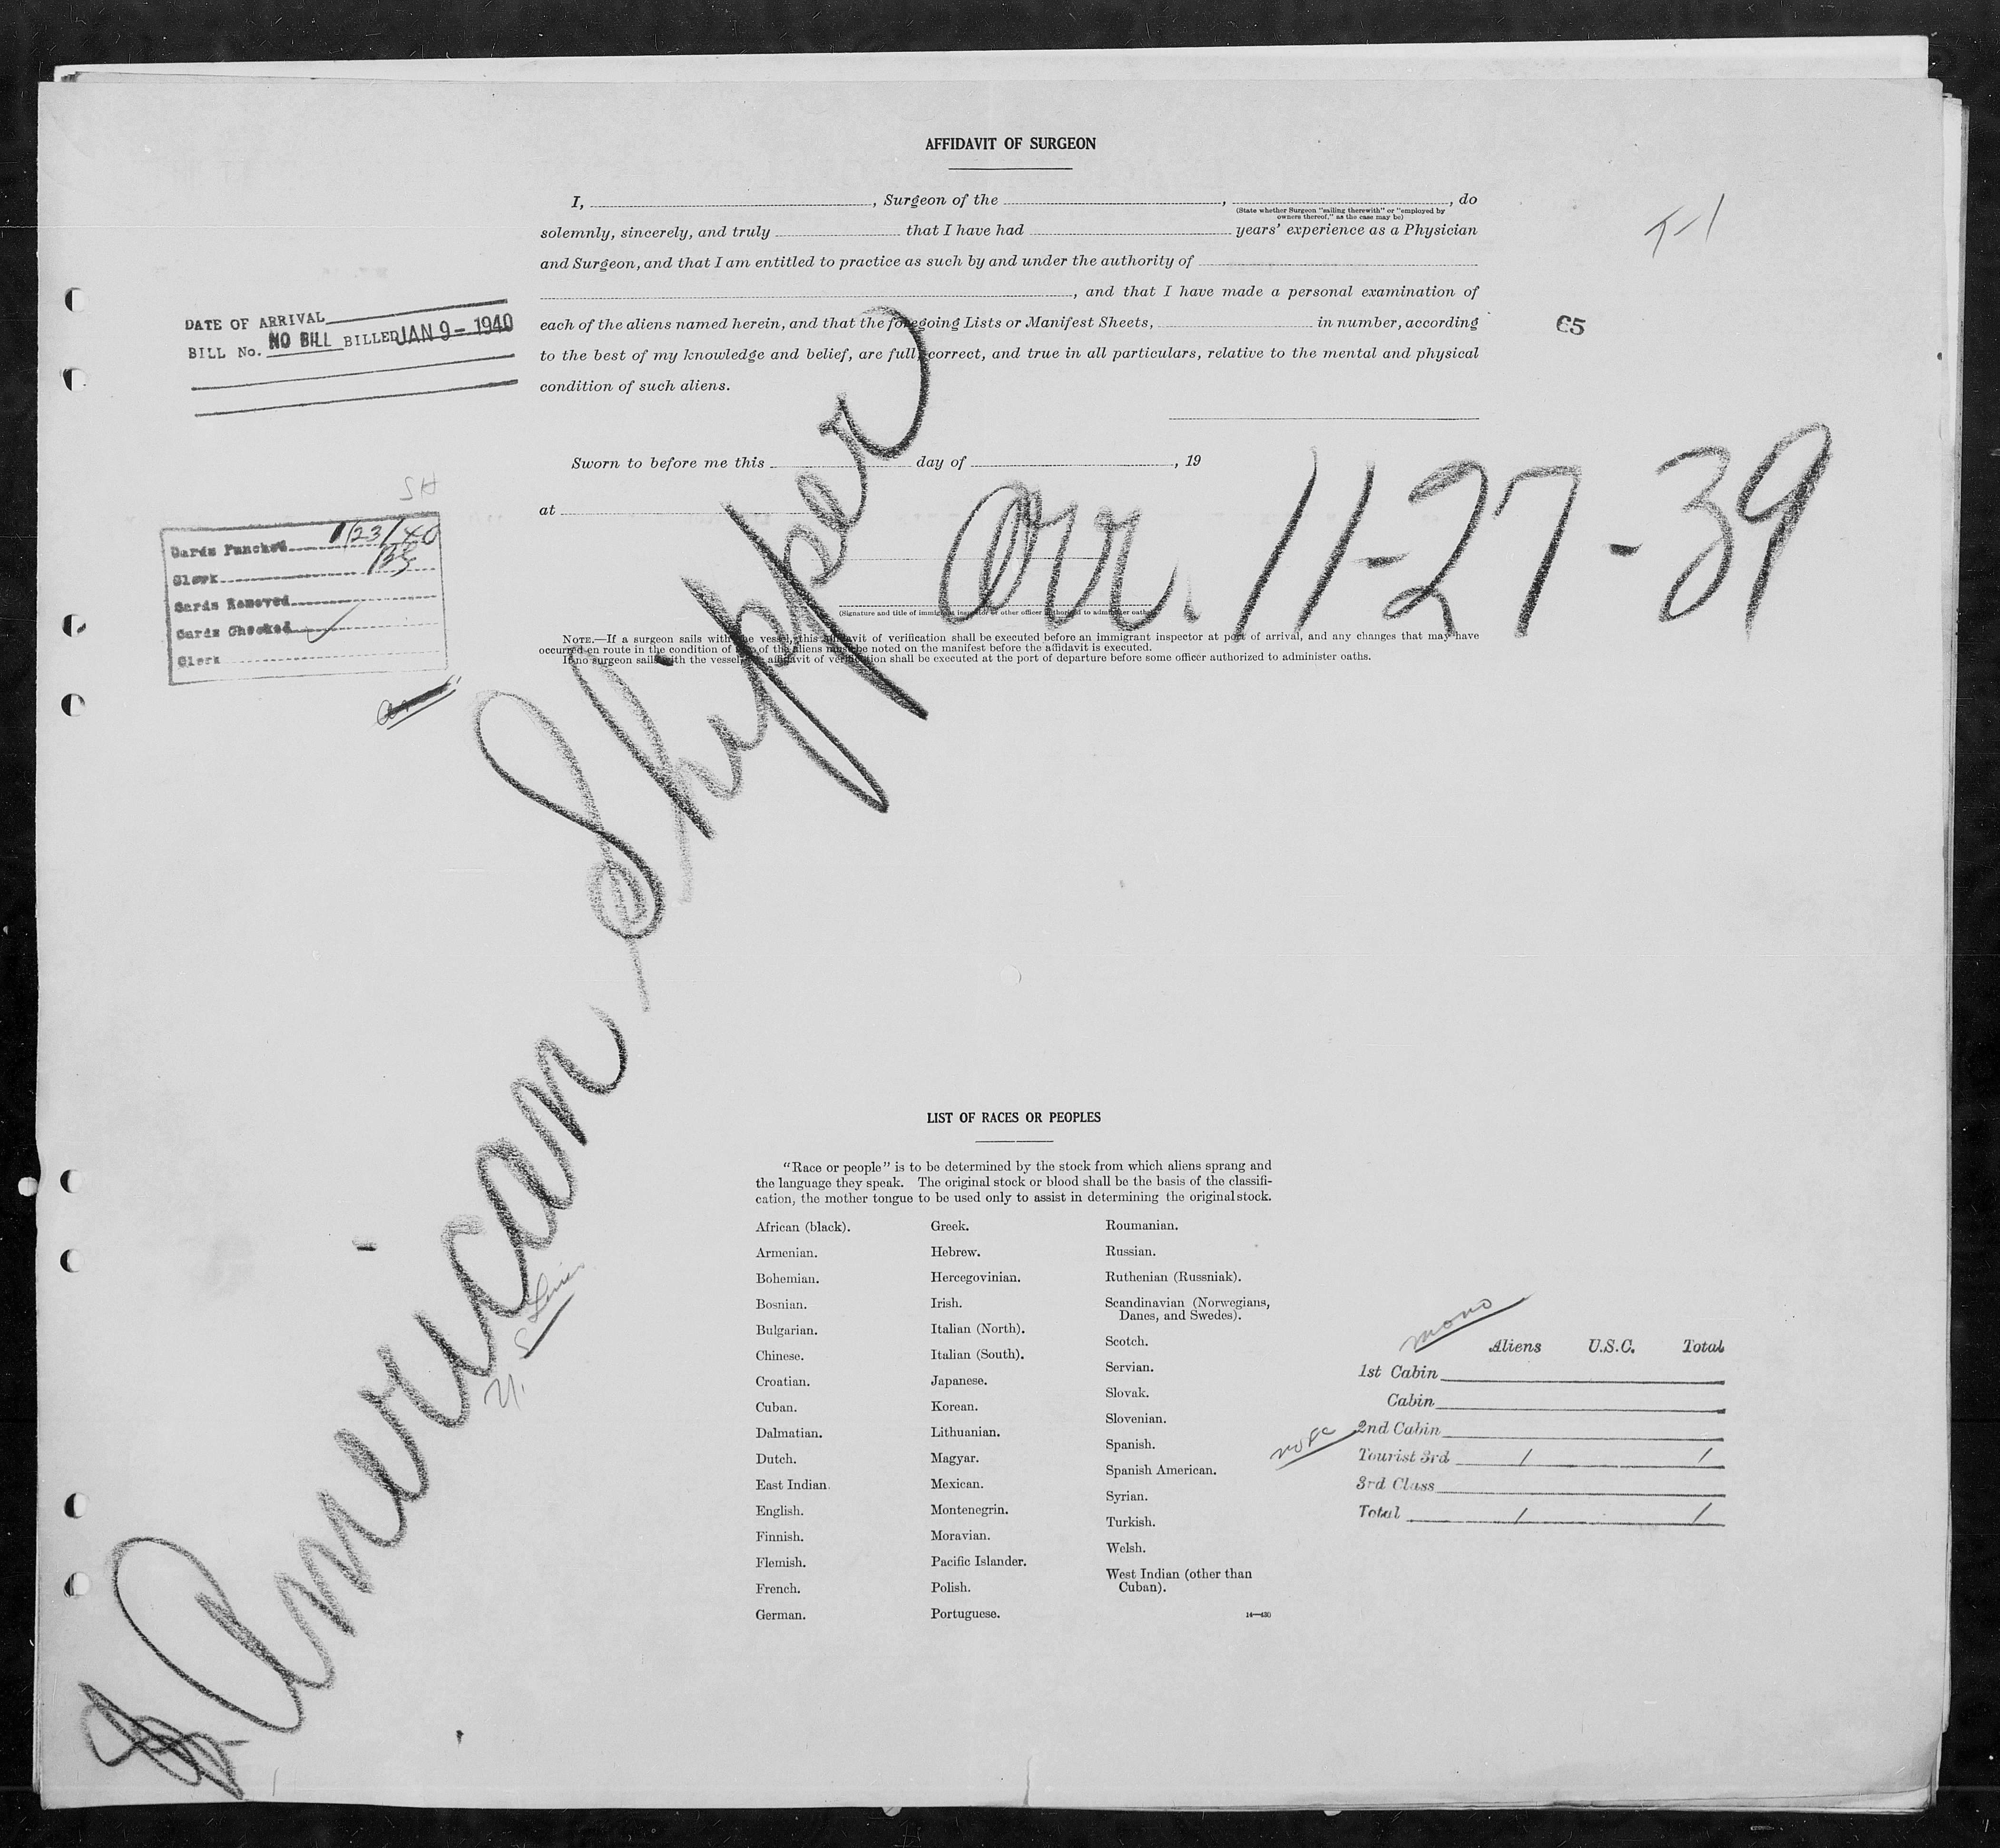 AFFIDAVIT OF SURGEON
I, , Surgeon of the , , do
(State whether Surgeon "sailing therewith" or "employed by
owners thereof," as the case may be)
solemnly, sincerely, and truly that I have had years' experience as a Physician
and Surgeon, and that I am entitled to practice as such by and under the authority of
, and that I have made a personal examination of
each of the aliens named herein, and that the foregoing Lists or Manifest Sheets, in number, according
to the best of my knowledge and belief, are full, correct, and true in all particulars, relative to the mental and physical
condition of such aliens.
T-1
65
DATE OF ARRIVAL
BILL No. NO BILL BILLED JAN 9 - 1940
Sworn to before me this day of , 19
at
Arr. 11-27-39
(Signature and title of immigrant inspector or other officer authorized to administer oaths)
NOTE.—If a surgeon sails with the vessel, this affidavit of verification shall be executed before an immigrant inspector at port of arrival, and any changes that may have
occurred en route in the condition of any of the aliens must be noted on the manifest before the affidavit is executed.
If no surgeon sails with the vessel, the affidavit of verification shall be executed at the port of departure before some officer authorized to administer oaths.
Cards Punched 1/23/40
Clerk
Cards Removed
Cards Checked
Clerk
American Shipper
U.S. Lines
LIST OF RACES OR PEOPLES
"Race or people" is to be determined by the stock from which aliens sprang and
the language they speak. The original stock or blood shall be the basis of the classifi-
cation, the mother tongue to be used only to assist in determining the original stock.
African (black).
Armenian.
Bohemian.
Bosnian.
Bulgarian.
Chinese.
Croatian.
Cuban.
Dalmatian.
Dutch.
East Indian.
English.
Finnish.
Flemish.
French.
German.
Greek.
Hebrew.
Hercegovinian.
Irish.
Italian (North).
Italian (South).
Japanese.
Korean.
Lithuanian.
Magyar.
Mexican.
Montenegrin.
Moravian.
Pacific Islander.
Polish.
Portuguese.
Roumanian.
Russian.
Ruthenian (Russniak).
Scandinavian (Norwegians,
Danes, and Swedes).
Scotch.
Servian.
Slovak.
Slovenian.
Spanish.
Spanish American.
Syrian.
Turkish.
Welsh.
West Indian (other than
Cuban).
14—430
mono
Aliens U.S.C. Total
1st Cabin
Cabin
2nd Cabin
Tourist 3rd 1 1
3rd Class
Total 1 1